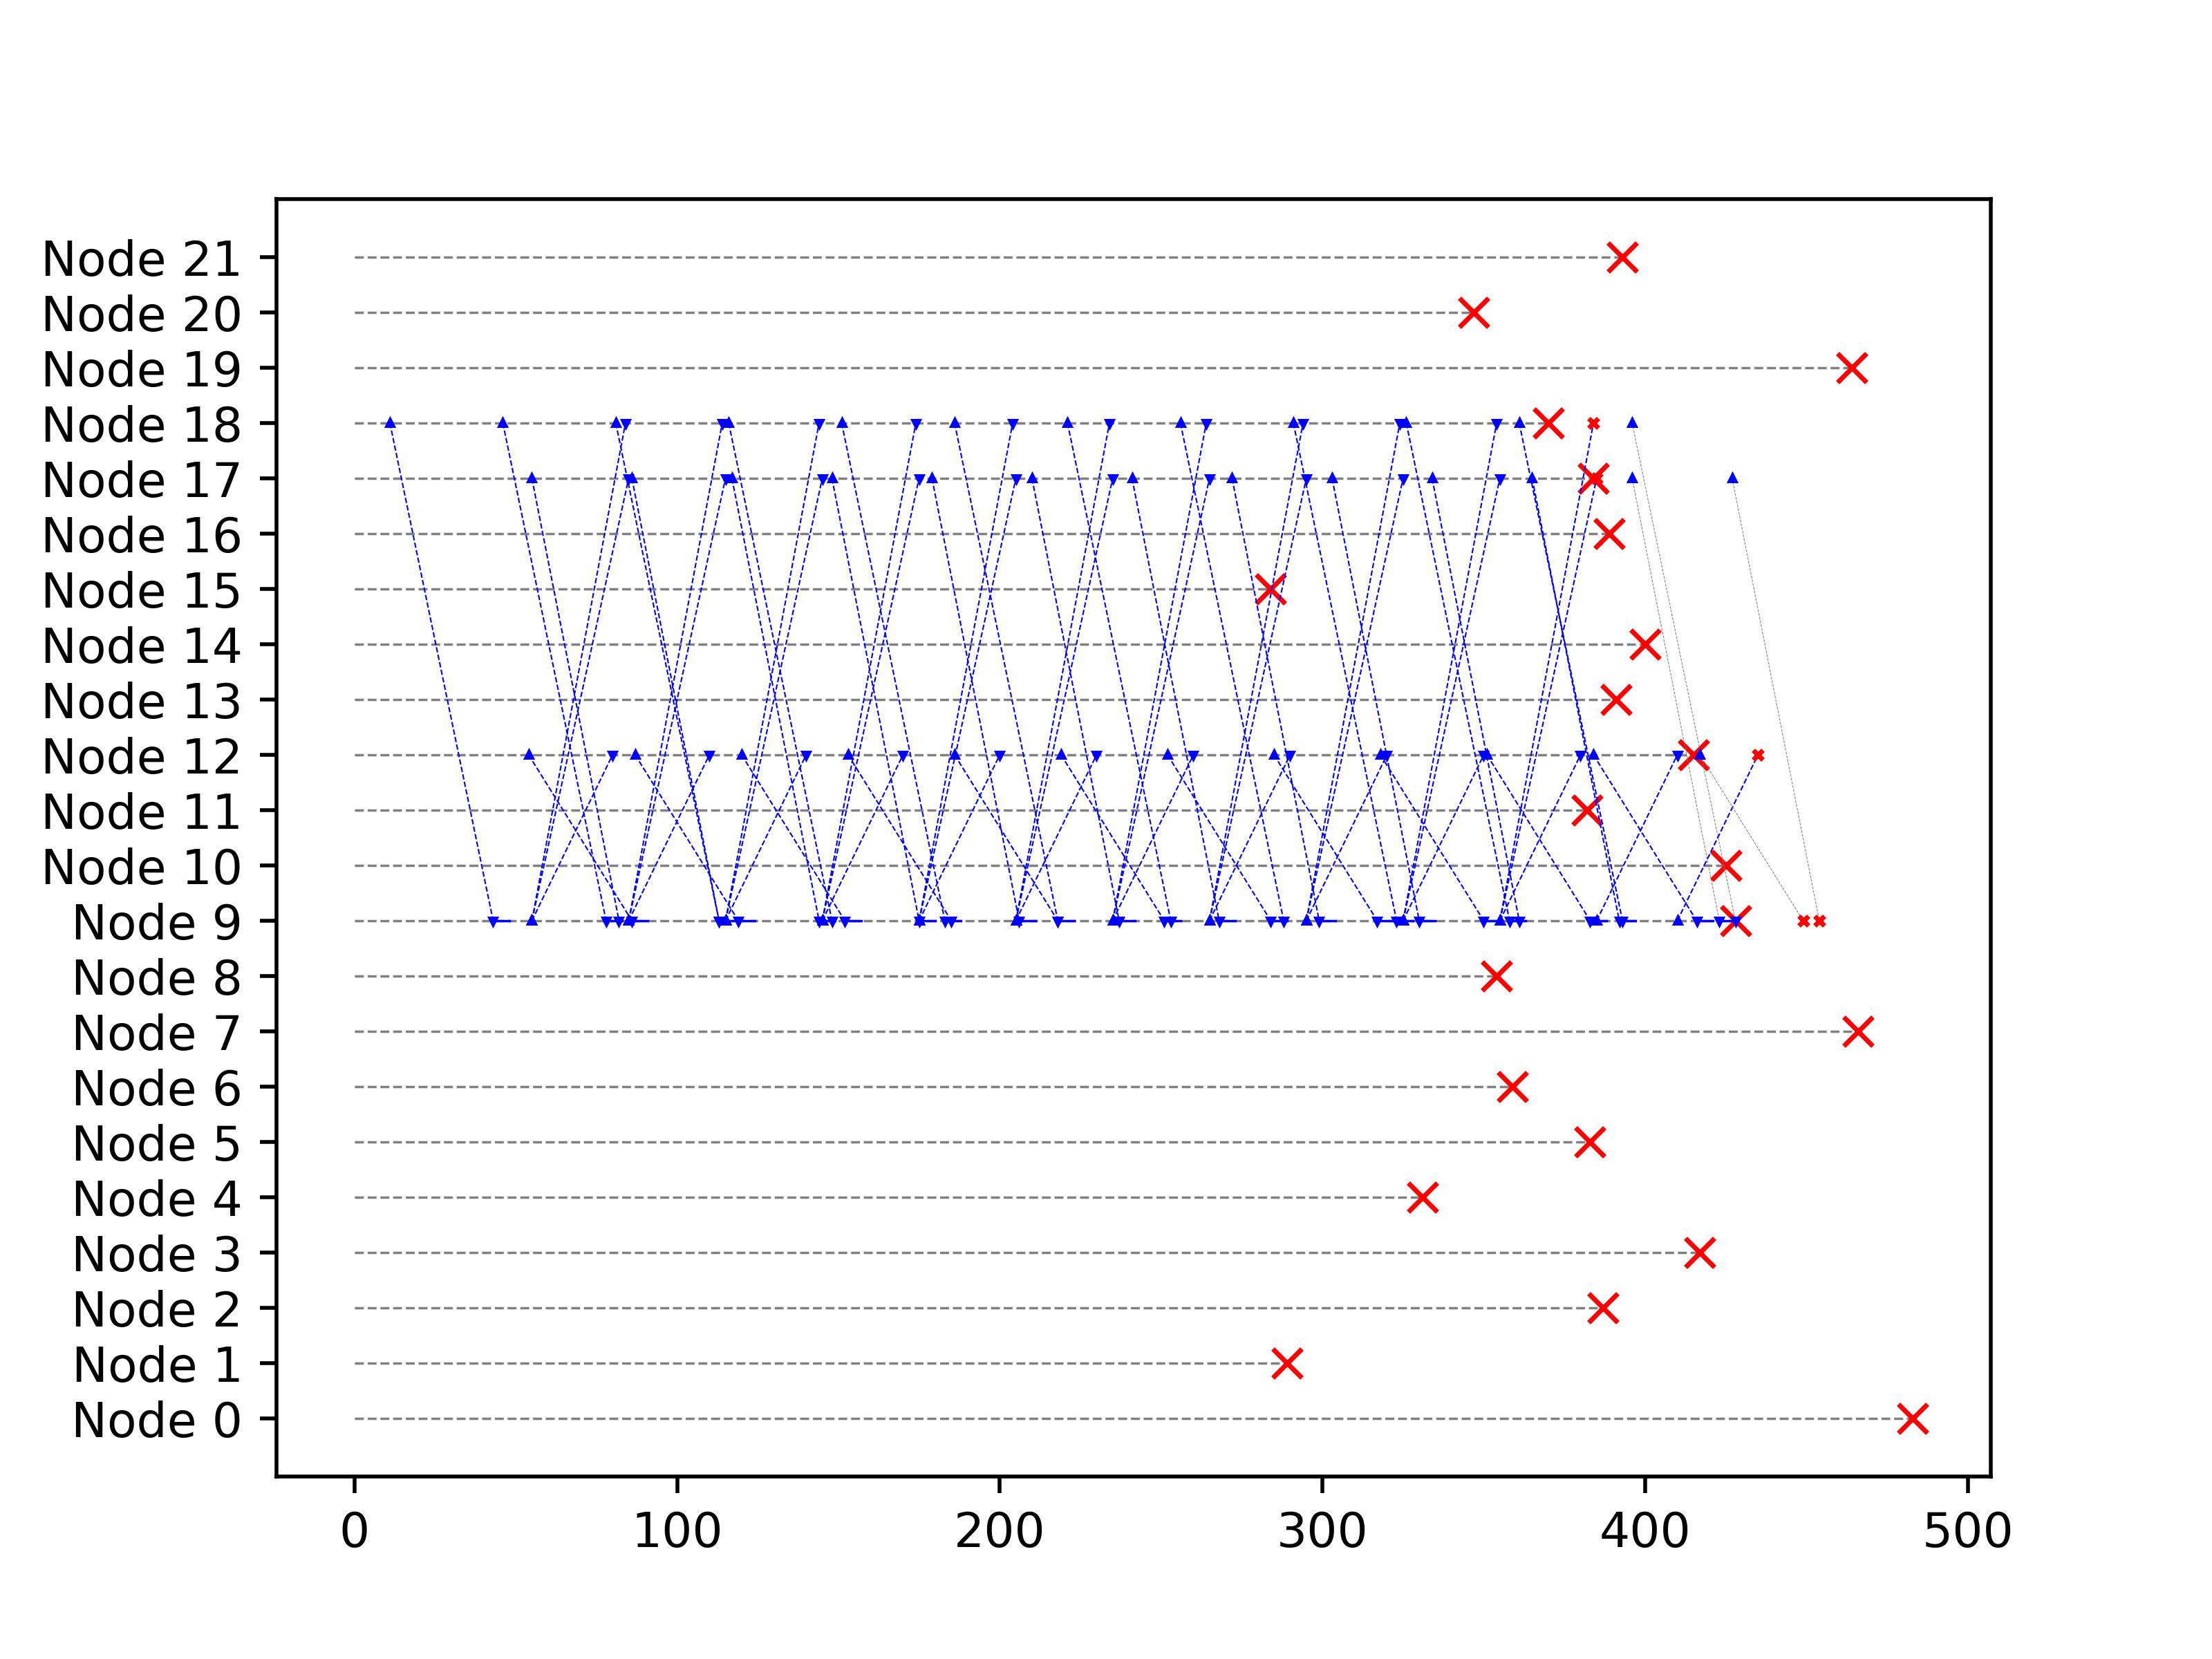 Node 21
Node 20
Node 19
Node 18
Node 17
Node 16
Node 15
Node 14
Node 13
Node 12
Node 11
Node 10
Node 9
Node 8
Node 7
Node 6
Node 5
Node 4
Node 3
Node 2
Node 1
Node 0
0 100 200 300 400 500